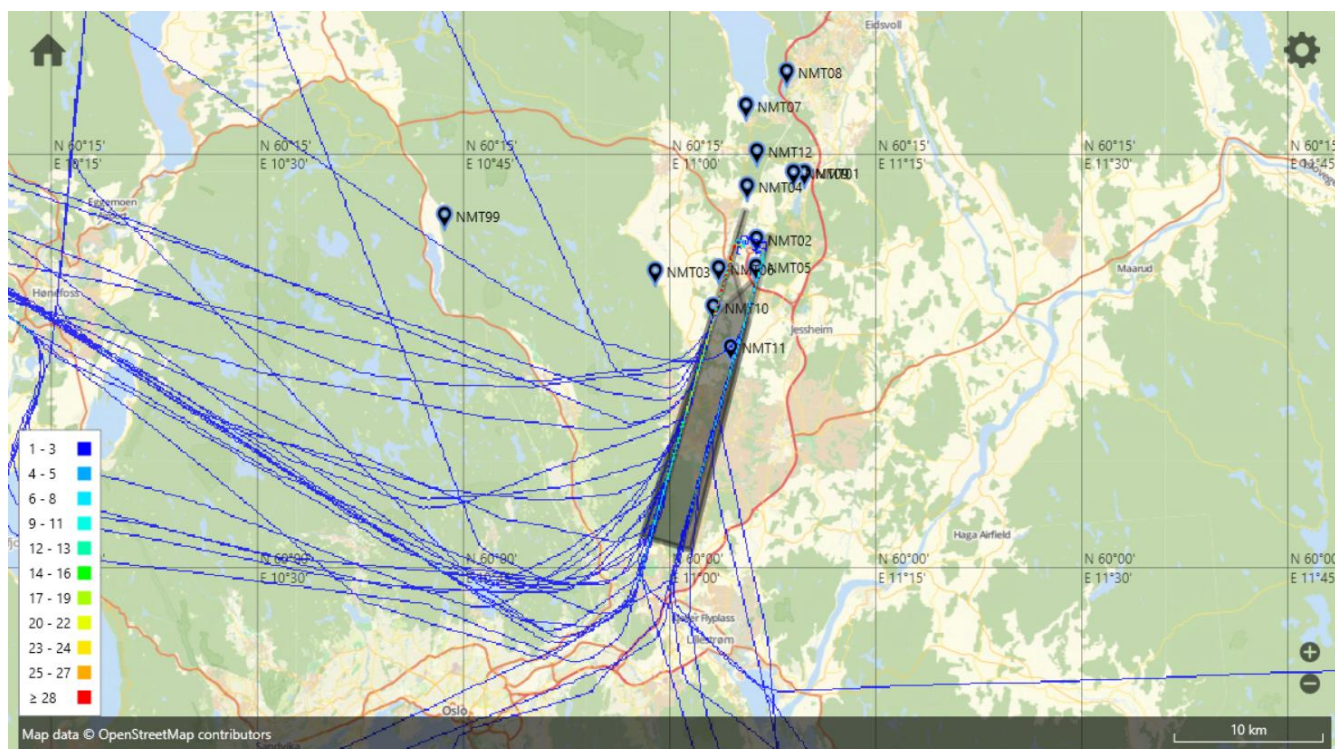 Eidsvoll
NMT08
NMT07
N 60°15' N 60°15' N 60°15' N 60°15' N 60°15' N 60°15'
E 10°15' E 10°30' E 10°45' E 11°00' E 11°15' E 11°30'
NMT12
NMT04
Eggemoen
NMT99
NMT02
NMT03
NMT05
Maarud
Hønefoss
NMT10
Jessheim
NMT11
1 - 3
4 - 5
6 - 8
9 - 11
12 - 13
14 - 16
17 - 19
20 - 22
23 - 24
25 - 27
≥ 28
Haga Airfield
N 60°00' N 60°00' N 60°00' N 60°00' N 60°00'
E 10°30' E 11°00' E 11°15' E 11°30' E 11°45'
Flyplass
Lillestrøm
Oslo
Sandvika
Map data © OpenStreetMap contributors
10 km